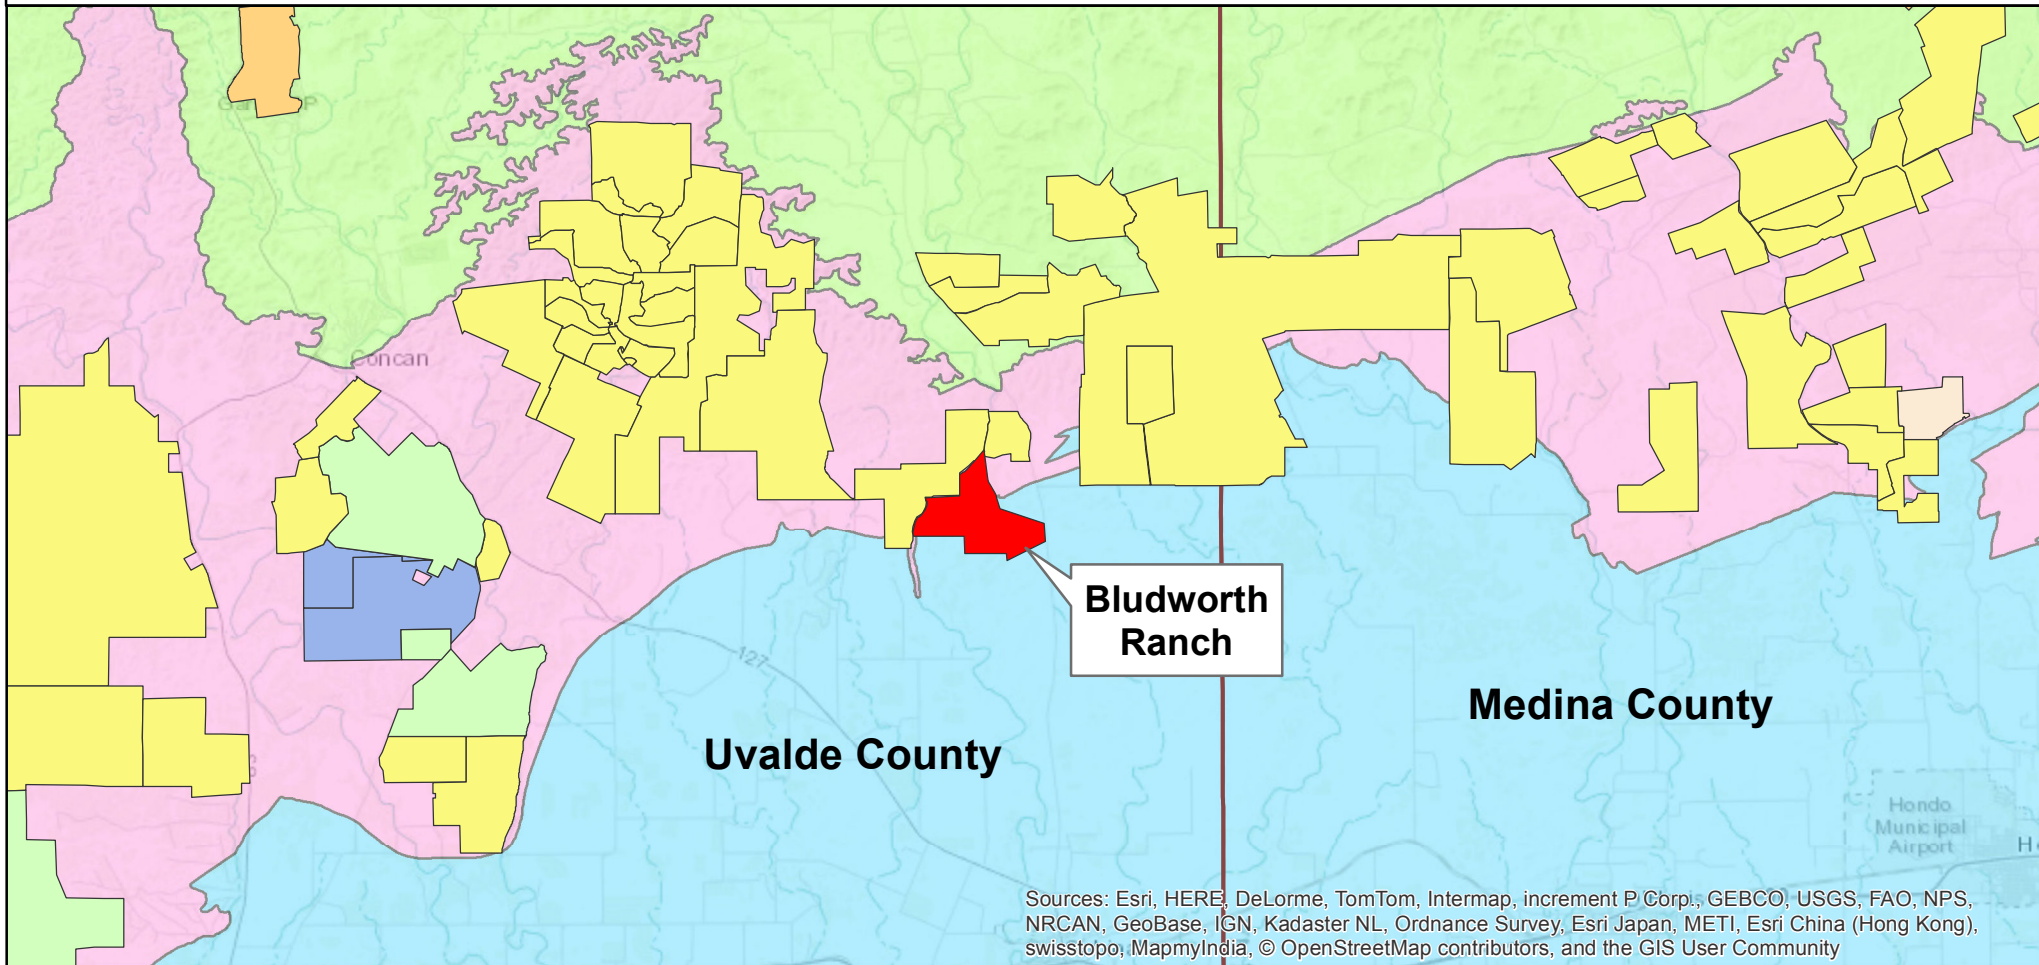 Concan
127
Bludworth
Ranch
Medina County
Uvalde County
Hondo
Municipal
Airport
Sources: Esri, HERE, DeLorme, TomTom, Intermap, increment P Corp., GEBCO, USGS, FAO, NPS,
NRCAN, GeoBase, IGN, Kadaster NL, Ordnance Survey, Esri Japan, METI, Esri China (Hong Kong),
swisstopo, MapmyIndia, © OpenStreetMap contributors, and the GIS User Community